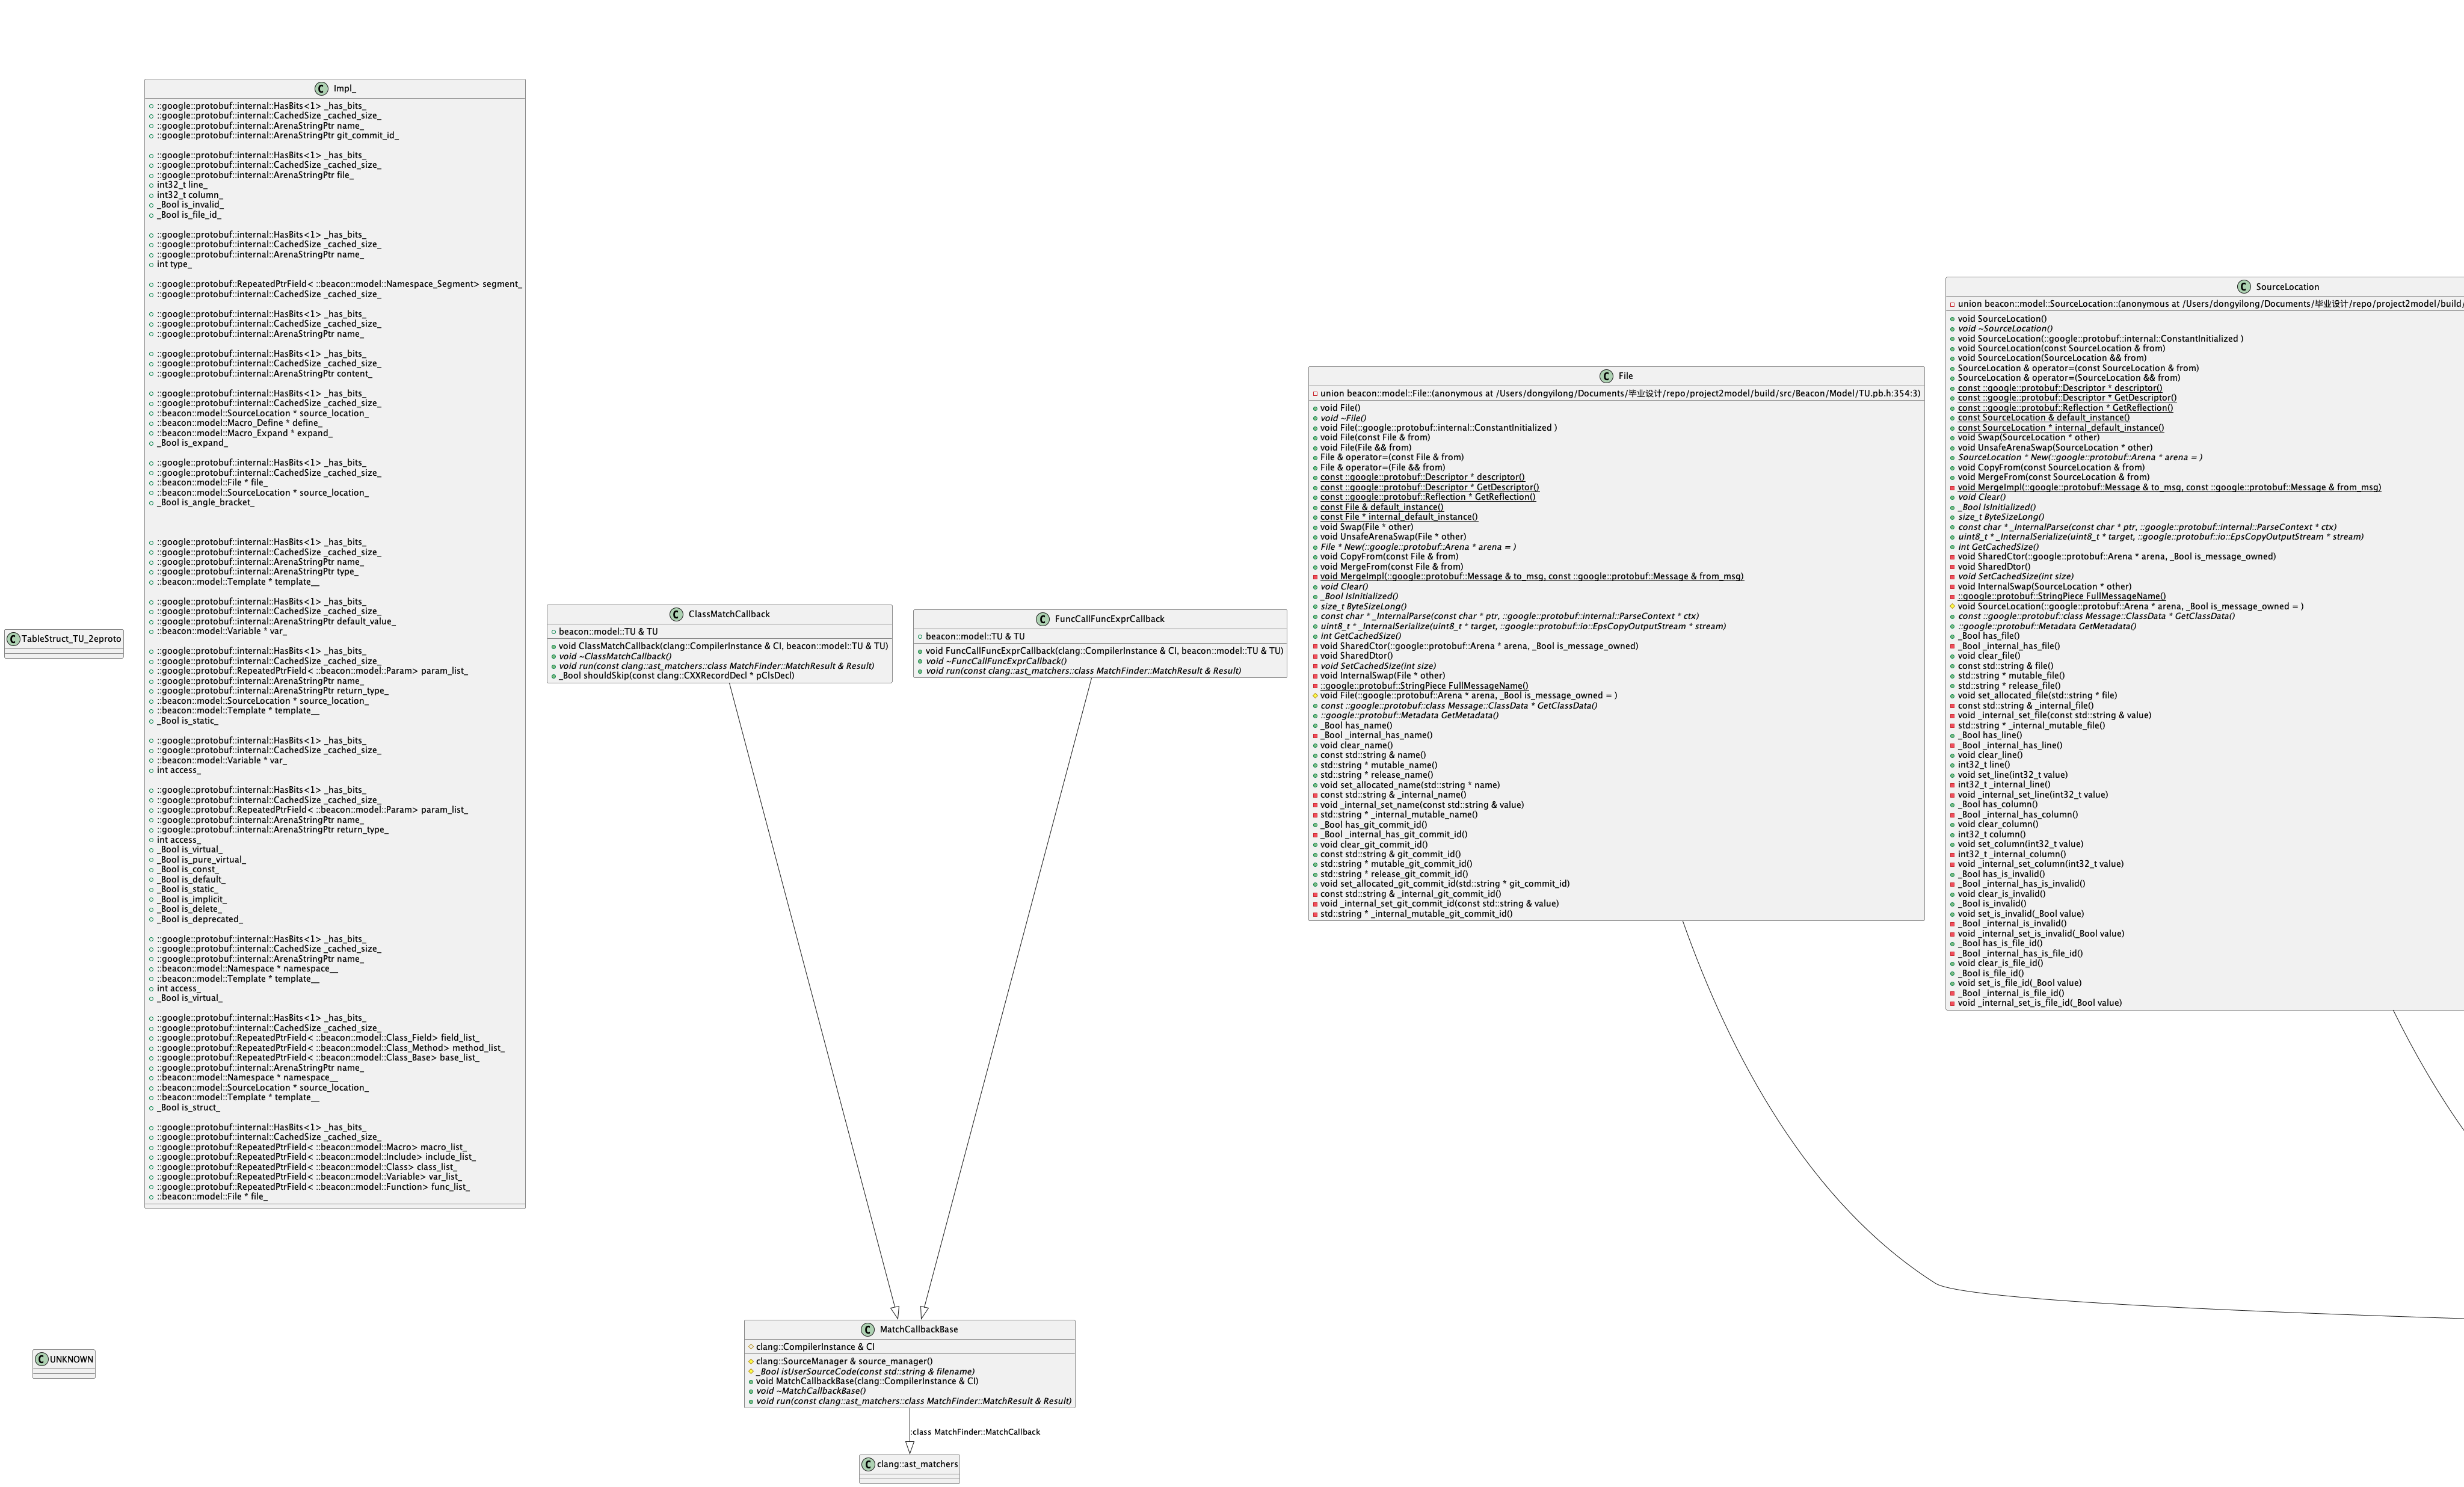 TableStruct_TU_2eproto
UNKNOWN
Impl_
::google::protobuf::internal::HasBits<1> _has_bits_
::google::protobuf::internal::CachedSize _cached_size_
::google::protobuf::internal::ArenaStringPtr name_
::google::protobuf::internal::ArenaStringPtr git_commit_id_
::google::protobuf::internal::HasBits<1> _has_bits_
::google::protobuf::internal::CachedSize _cached_size_
::google::protobuf::internal::ArenaStringPtr file_
int32_t line_
int32_t column_
_Bool is_invalid_
_Bool is_file_id_
::google::protobuf::internal::HasBits<1> _has_bits_
::google::protobuf::internal::CachedSize _cached_size_
::google::protobuf::internal::ArenaStringPtr name_
int type_
::google::protobuf::RepeatedPtrField< ::beacon::model::Namespace_Segment> segment_
::google::protobuf::internal::CachedSize _cached_size_
::google::protobuf::internal::HasBits<1> _has_bits_
::google::protobuf::internal::CachedSize _cached_size_
::google::protobuf::internal::ArenaStringPtr name_
::google::protobuf::internal::HasBits<1> _has_bits_
::google::protobuf::internal::CachedSize _cached_size_
::google::protobuf::internal::ArenaStringPtr content_
::google::protobuf::internal::HasBits<1> _has_bits_
::google::protobuf::internal::CachedSize _cached_size_
::beacon::model::SourceLocation * source_location_
::beacon::model::Macro_Define * define_
::beacon::model::Macro_Expand * expand_
_Bool is_expand_
::google::protobuf::internal::HasBits<1> _has_bits_
::google::protobuf::internal::CachedSize _cached_size_
::beacon::model::File * file_
::beacon::model::SourceLocation * source_location_
_Bool is_angle_bracket_
::google::protobuf::internal::HasBits<1> _has_bits_
::google::protobuf::internal::CachedSize _cached_size_
::google::protobuf::internal::ArenaStringPtr name_
::google::protobuf::internal::ArenaStringPtr type_
::beacon::model::Template * template__
::google::protobuf::internal::HasBits<1> _has_bits_
::google::protobuf::internal::CachedSize _cached_size_
::google::protobuf::internal::ArenaStringPtr default_value_
::beacon::model::Variable * var_
::google::protobuf::internal::HasBits<1> _has_bits_
::google::protobuf::internal::CachedSize _cached_size_
::google::protobuf::RepeatedPtrField< ::beacon::model::Param> param_list_
::google::protobuf::internal::ArenaStringPtr name_
::google::protobuf::internal::ArenaStringPtr return_type_
::beacon::model::SourceLocation * source_location_
::beacon::model::Template * template__
_Bool is_static_
::google::protobuf::internal::HasBits<1> _has_bits_
::google::protobuf::internal::CachedSize _cached_size_
::beacon::model::Variable * var_
int access_
::google::protobuf::internal::HasBits<1> _has_bits_
::google::protobuf::internal::CachedSize _cached_size_
::google::protobuf::RepeatedPtrField< ::beacon::model::Param> param_list_
::google::protobuf::internal::ArenaStringPtr name_
::google::protobuf::internal::ArenaStringPtr return_type_
int access_
_Bool is_virtual_
_Bool is_pure_virtual_
_Bool is_const_
_Bool is_default_
_Bool is_static_
_Bool is_implicit_
_Bool is_delete_
_Bool is_deprecated_
::google::protobuf::internal::HasBits<1> _has_bits_
::google::protobuf::internal::CachedSize _cached_size_
::google::protobuf::internal::ArenaStringPtr name_
::beacon::model::Namespace * namespace__
::beacon::model::Template * template__
int access_
_Bool is_virtual_
::google::protobuf::internal::HasBits<1> _has_bits_
::google::protobuf::internal::CachedSize _cached_size_
::google::protobuf::RepeatedPtrField< ::beacon::model::Class_Field> field_list_
::google::protobuf::RepeatedPtrField< ::beacon::model::Class_Method> method_list_
::google::protobuf::RepeatedPtrField< ::beacon::model::Class_Base> base_list_
::google::protobuf::internal::ArenaStringPtr name_
::beacon::model::Namespace * namespace__
::beacon::model::SourceLocation * source_location_
::beacon::model::Template * template__
_Bool is_struct_
::google::protobuf::internal::HasBits<1> _has_bits_
::google::protobuf::internal::CachedSize _cached_size_
::google::protobuf::RepeatedPtrField< ::beacon::model::Macro> macro_list_
::google::protobuf::RepeatedPtrField< ::beacon::model::Include> include_list_
::google::protobuf::RepeatedPtrField< ::beacon::model::Class> class_list_
::google::protobuf::RepeatedPtrField< ::beacon::model::Variable> var_list_
::google::protobuf::RepeatedPtrField< ::beacon::model::Function> func_list_
::beacon::model::File * file_
ClassMatchCallback
beacon::model::TU & TU
void ClassMatchCallback(clang::CompilerInstance & CI, beacon::model::TU & TU)
void ~ClassMatchCallback()
void run(const clang::ast_matchers::class MatchFinder::MatchResult & Result)
_Bool shouldSkip(const clang::CXXRecordDecl * pClsDecl)
FuncCallFuncExprCallback
beacon::model::TU & TU
void FuncCallFuncExprCallback(clang::CompilerInstance & CI, beacon::model::TU & TU)
void ~FuncCallFuncExprCallback()
void run(const clang::ast_matchers::class MatchFinder::MatchResult & Result)
MatchCallbackBase
clang::CompilerInstance & CI
clang::SourceManager & source_manager()
_Bool isUserSourceCode(const std::string & filename)
void MatchCallbackBase(clang::CompilerInstance & CI)
void ~MatchCallbackBase()
void run(const clang::ast_matchers::class MatchFinder::MatchResult & Result)
:class MatchFinder::MatchCallback
clang::ast_matchers
File
union beacon::model::File::(anonymous at /Users/dongyilong/Documents/毕业设计/repo/project2model/build/src/Beacon/Model/TU.pb.h:354:3)
void File()
void ~File()
void File(::google::protobuf::internal::ConstantInitialized )
void File(const File & from)
void File(File && from)
File & operator=(const File & from)
File & operator=(File && from)
const ::google::protobuf::Descriptor * descriptor()
const ::google::protobuf::Descriptor * GetDescriptor()
const ::google::protobuf::Reflection * GetReflection()
const File & default_instance()
const File * internal_default_instance()
void Swap(File * other)
void UnsafeArenaSwap(File * other)
File * New(::google::protobuf::Arena * arena = )
void CopyFrom(const File & from)
void MergeFrom(const File & from)
void MergeImpl(::google::protobuf::Message & to_msg, const ::google::protobuf::Message & from_msg)
void Clear()
_Bool IsInitialized()
size_t ByteSizeLong()
const char * _InternalParse(const char * ptr, ::google::protobuf::internal::ParseContext * ctx)
uint8_t * _InternalSerialize(uint8_t * target, ::google::protobuf::io::EpsCopyOutputStream * stream)
int GetCachedSize()
void SharedCtor(::google::protobuf::Arena * arena, _Bool is_message_owned)
void SharedDtor()
void SetCachedSize(int size)
void InternalSwap(File * other)
::google::protobuf::StringPiece FullMessageName()
void File(::google::protobuf::Arena * arena, _Bool is_message_owned = )
const ::google::protobuf::class Message::ClassData * GetClassData()
::google::protobuf::Metadata GetMetadata()
_Bool has_name()
_Bool _internal_has_name()
void clear_name()
const std::string & name()
std::string * mutable_name()
std::string * release_name()
void set_allocated_name(std::string * name)
const std::string & _internal_name()
void _internal_set_name(const std::string & value)
std::string * _internal_mutable_name()
_Bool has_git_commit_id()
_Bool _internal_has_git_commit_id()
void clear_git_commit_id()
const std::string & git_commit_id()
std::string * mutable_git_commit_id()
std::string * release_git_commit_id()
void set_allocated_git_commit_id(std::string * git_commit_id)
const std::string & _internal_git_commit_id()
void _internal_set_git_commit_id(const std::string & value)
std::string * _internal_mutable_git_commit_id()
SourceLocation
union beacon::model::SourceLocation::(anonymous at /Users/dongyilong/Documents/毕业设计/repo/project2model/build/
void SourceLocation()
void ~SourceLocation()
void SourceLocation(::google::protobuf::internal::ConstantInitialized )
void SourceLocation(const SourceLocation & from)
void SourceLocation(SourceLocation && from)
SourceLocation & operator=(const SourceLocation & from)
SourceLocation & operator=(SourceLocation && from)
const ::google::protobuf::Descriptor * descriptor()
const ::google::protobuf::Descriptor * GetDescriptor()
const ::google::protobuf::Reflection * GetReflection()
const SourceLocation & default_instance()
const SourceLocation * internal_default_instance()
void Swap(SourceLocation * other)
void UnsafeArenaSwap(SourceLocation * other)
SourceLocation * New(::google::protobuf::Arena * arena = )
void CopyFrom(const SourceLocation & from)
void MergeFrom(const SourceLocation & from)
void MergeImpl(::google::protobuf::Message & to_msg, const ::google::protobuf::Message & from_msg)
void Clear()
_Bool IsInitialized()
size_t ByteSizeLong()
const char * _InternalParse(const char * ptr, ::google::protobuf::internal::ParseContext * ctx)
uint8_t * _InternalSerialize(uint8_t * target, ::google::protobuf::io::EpsCopyOutputStream * stream)
int GetCachedSize()
void SharedCtor(::google::protobuf::Arena * arena, _Bool is_message_owned)
void SharedDtor()
void SetCachedSize(int size)
void InternalSwap(SourceLocation * other)
::google::protobuf::StringPiece FullMessageName()
void SourceLocation(::google::protobuf::Arena * arena, _Bool is_message_owned = )
const ::google::protobuf::class Message::ClassData * GetClassData()
::google::protobuf::Metadata GetMetadata()
_Bool has_file()
_Bool _internal_has_file()
void clear_file()
const std::string & file()
std::string * mutable_file()
std::string * release_file()
void set_allocated_file(std::string * file)
const std::string & _internal_file()
void _internal_set_file(const std::string & value)
std::string * _internal_mutable_file()
_Bool has_line()
_Bool _internal_has_line()
void clear_line()
int32_t line()
void set_line(int32_t value)
int32_t _internal_line()
void _internal_set_line(int32_t value)
_Bool has_column()
_Bool _internal_has_column()
void clear_column()
int32_t column()
void set_column(int32_t value)
int32_t _internal_column()
void _internal_set_column(int32_t value)
_Bool has_is_invalid()
_Bool _internal_has_is_invalid()
void clear_is_invalid()
_Bool is_invalid()
void set_is_invalid(_Bool value)
_Bool _internal_is_invalid()
void _internal_set_is_invalid(_Bool value)
_Bool has_is_file_id()
_Bool _internal_has_is_file_id()
void clear_is_file_id()
_Bool is_file_id()
void set_is_file_id(_Bool value)
_Bool _internal_is_file_id()
void _internal_set_is_file_id(_Bool value)